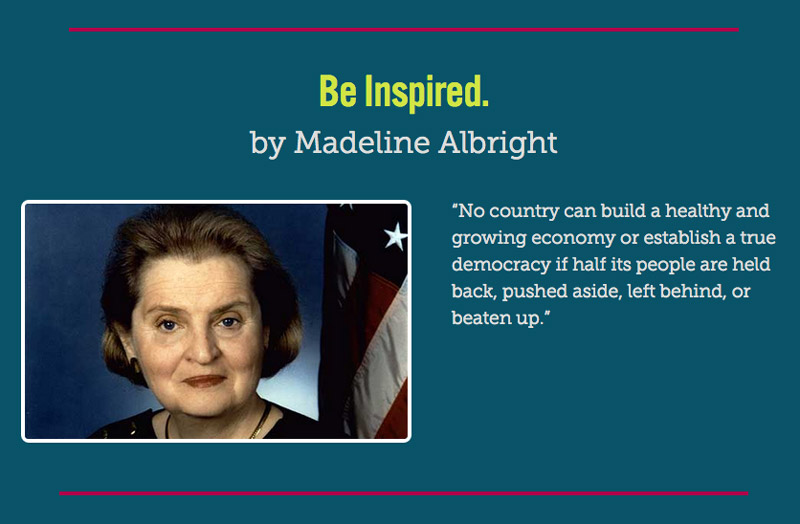 Be Inspired.
by Madeline Albright
“No country can build a healthy and
growing economy or establish a true
democracy if half its people are held
back, pushed aside, left behind, or
beaten up.”